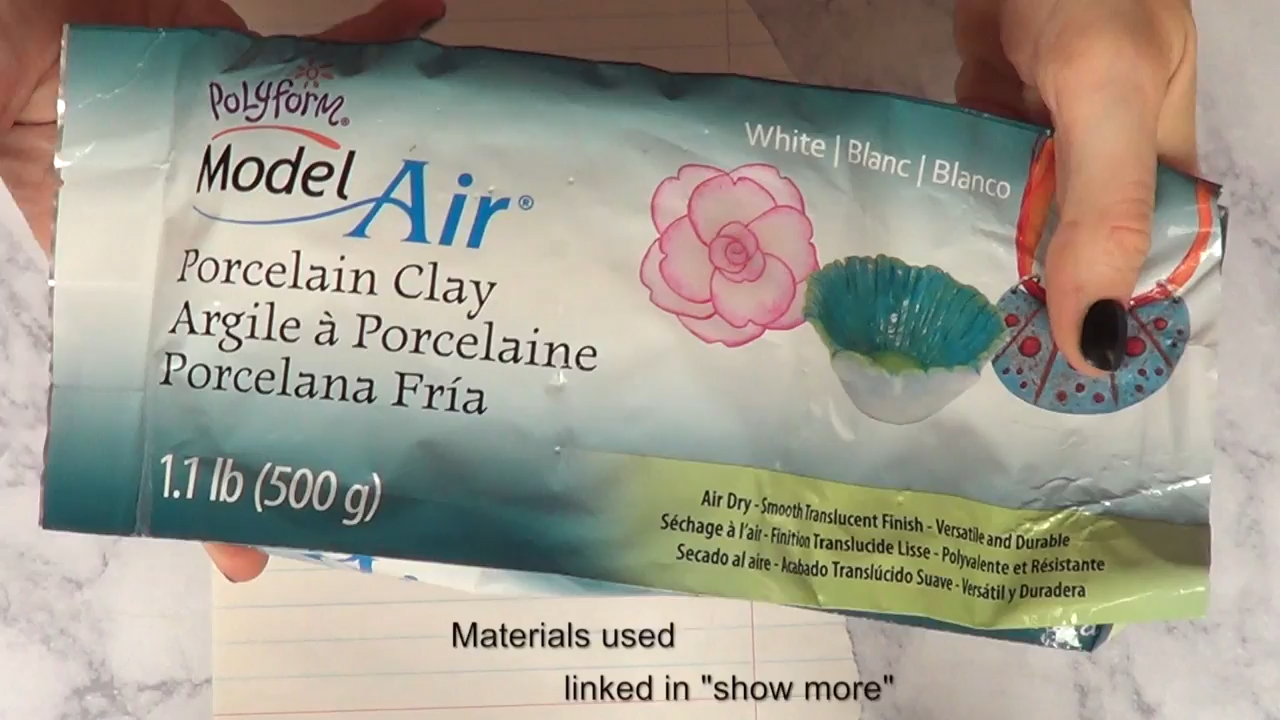 Polyform®
Model Air®
White | Blanc | Blanco
Porcelain Clay
Argile à Porcelaine
Porcelana Fría
1.1 lb (500 g)
Air Dry - Smooth Translucent Finish - Versatile and Durable
Séchage à l'air - Finition Translucide Lisse - Polyvalente et Résistante
Secado al aire - Acabado Translúcido Suave - Versátil y Duradera
Materials used
linked in "show more"